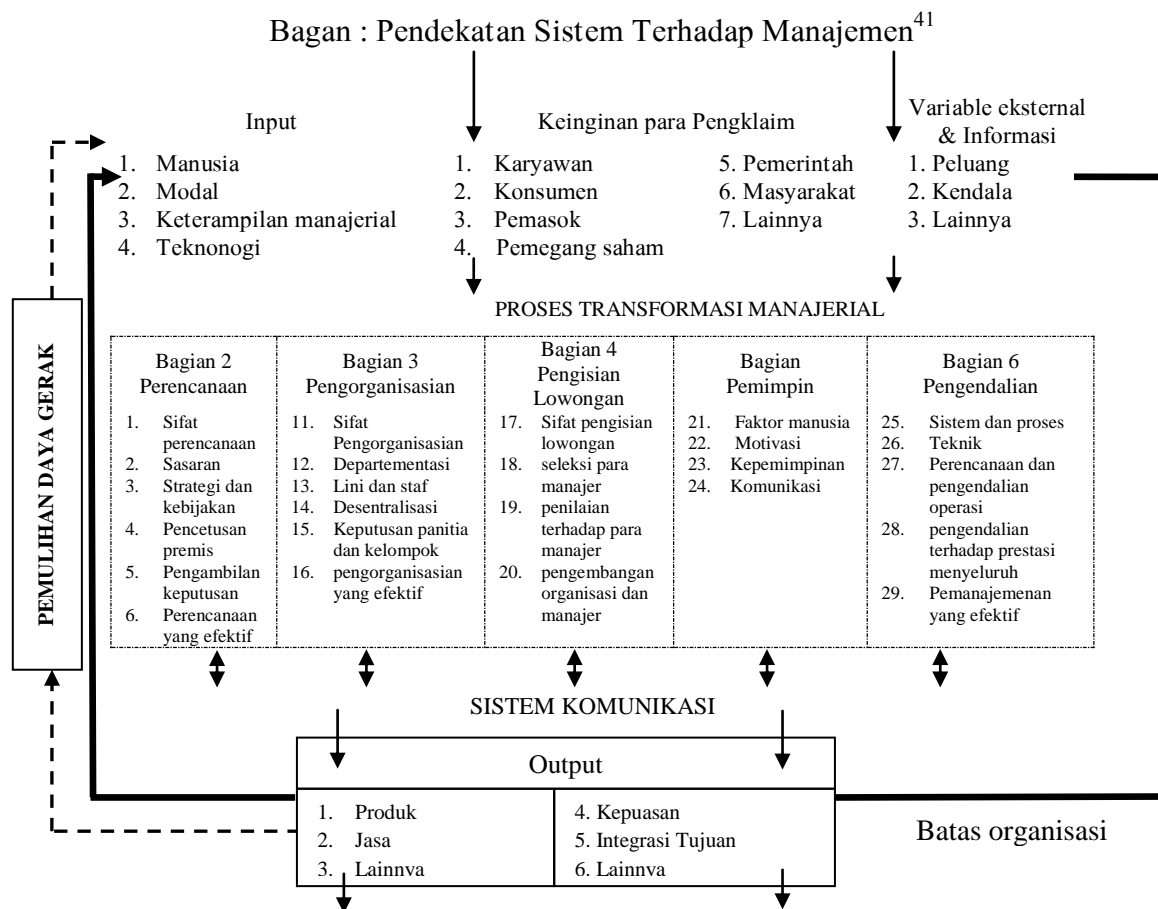 Bagan : Pendekatan Sistem Terhadap Manajemen41
Input
1. Manusia
2. Modal
3. Keterampilan manajerial
4. Teknonogi
Keinginan para Pengklaim
1. Karyawan
2. Konsumen
3. Pemasok
4. Pemegang saham
5. Pemerintah
6. Masyarakat
7. Lainnya
Variable eksternal
& Informasi
1. Peluang
2. Kendala
3. Lainnya
PEMULIHAN DAYA GERAK
PROSES TRANSFORMASI MANAJERIAL
Bagian 2
Perencanaan
1. Sifat
perencanaan
2. Sasaran
3. Strategi dan
kebijakan
4. Pencetusan
premis
5. Pengambilan
keputusan
6. Perencanaan
yang efektif
Bagian 3
Pengorganisasian
11. Sifat
Pengorganisasian
12. Departementasi
13. Lini dan staf
14. Desentralisasi
15. Keputusan panitia
dan kelompok
16. pengorganisasian
yang efektif
Bagian 4
Pengisian
Lowongan
17. Sifat pengisian
lowongan
18. seleksi para
manajer
19. penilaian
terhadap para
manajer
20. pengembangan
organisasi dan
manajer
Bagian
Pemimpin
21. Faktor manusia
22. Motivasi
23. Kepemimpinan
24. Komunikasi
Bagian 6
Pengendalian
25. Sistem dan proses
26. Teknik
27. Perencanaan dan
pengendalian
operasi
28. pengendalian
terhadap prestasi
menyeluruh
29. Pemanajemenan
yang efektif
SISTEM KOMUNIKASI
Output
1. Produk
2. Jasa
3. Lainnva
4. Kepuasan
5. Integrasi Tujuan
6. Lainnva
Batas organisasi